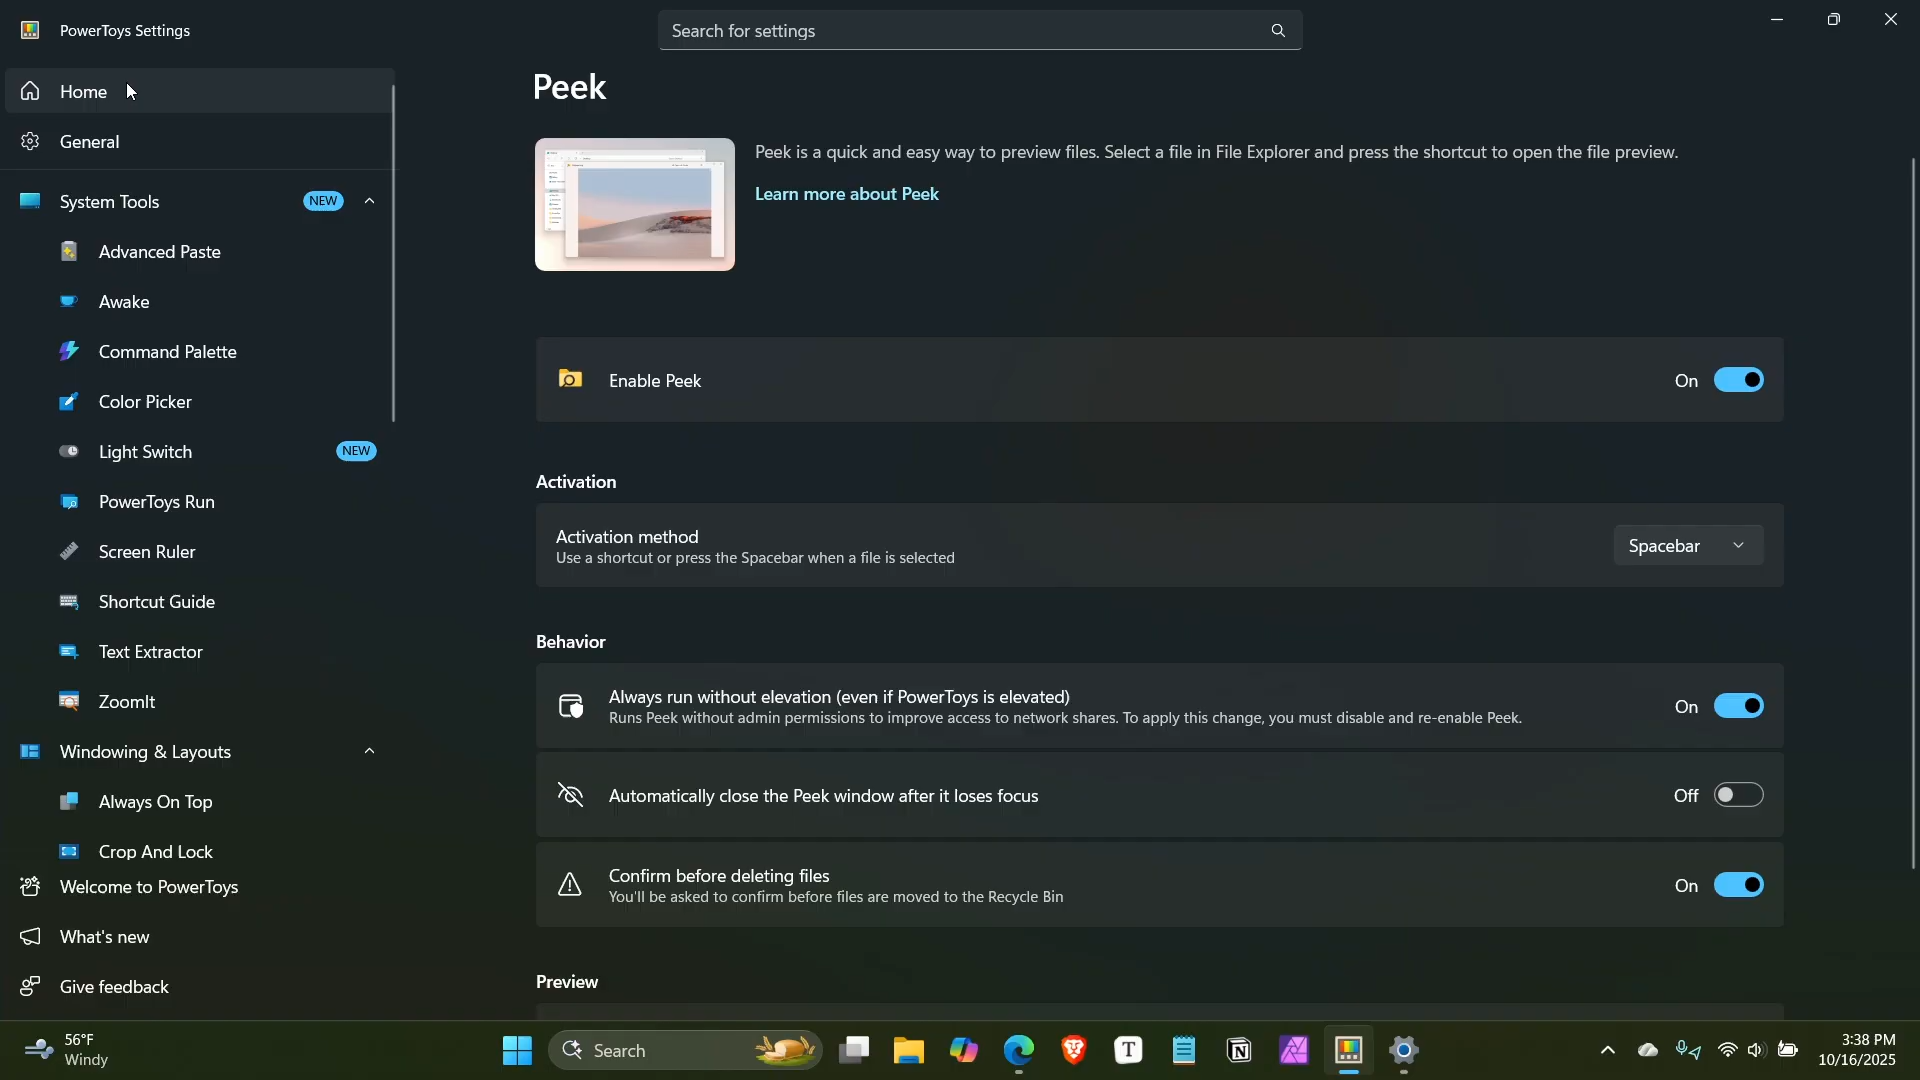 PowerToys Settings
Search for settings
Home
General
System Tools NEW
Advanced Paste
Awake
Command Palette
Color Picker
Light Switch NEW
PowerToys Run
Screen Ruler
Shortcut Guide
Text Extractor
ZoomIt
Windowing & Layouts
Always On Top
Crop And Lock
Welcome to PowerToys
What's new
Give feedback
Peek
Peek is a quick and easy way to preview files. Select a file in File Explorer and press the shortcut to open the file preview.
Learn more about Peek
Enable Peek On
Activation
Activation method
Use a shortcut or press the Spacebar when a file is selected
Spacebar
Behavior
Always run without elevation (even if PowerToys is elevated)
Runs Peek without admin permissions to improve access to network shares. To apply this change, you must disable and re-enable Peek.
On
Automatically close the Peek window after it loses focus Off
Confirm before deleting files
You'll be asked to confirm before files are moved to the Recycle Bin
On
Preview
56°F
Windy
Search
3:38 PM
10/16/2025